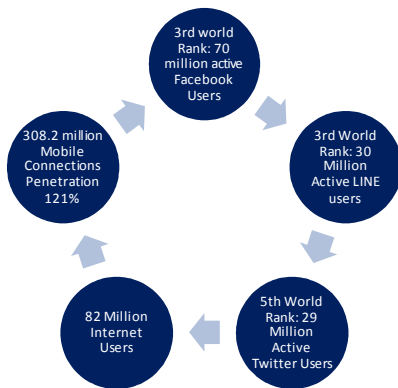 3rd world
Rank: 70
million active
Facebook
Users
3rd World
Rank: 30
Million
Active LINE
users
5th World
Rank: 29
Million
Active
Twitter Users
82 Million
Internet
Users
308.2 million
Mobile
Connections
Penetration
121%